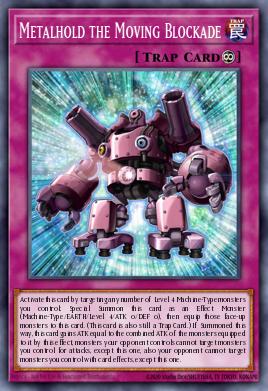 METALHOLD THE MOVING BLOCKADE
TRAP
罠
[TRAP CARD]
Activate this card by targeting any number of Level 4 Machine-Type monsters
you control; Special Summon this card as an Effect Monster
(Machine-Type/EARTH/Level 4/ATK 0/DEF 0), then equip those face-up
monsters to this card. (This card is also still a Trap Card.) If Summoned this
way, this card gains ATK equal to the combined ATK of the monsters equipped
to it by this effect, monsters your opponent controls cannot target monsters
you control for attacks, except this one, also your opponent cannot target
monsters you control with card effects, except this one.